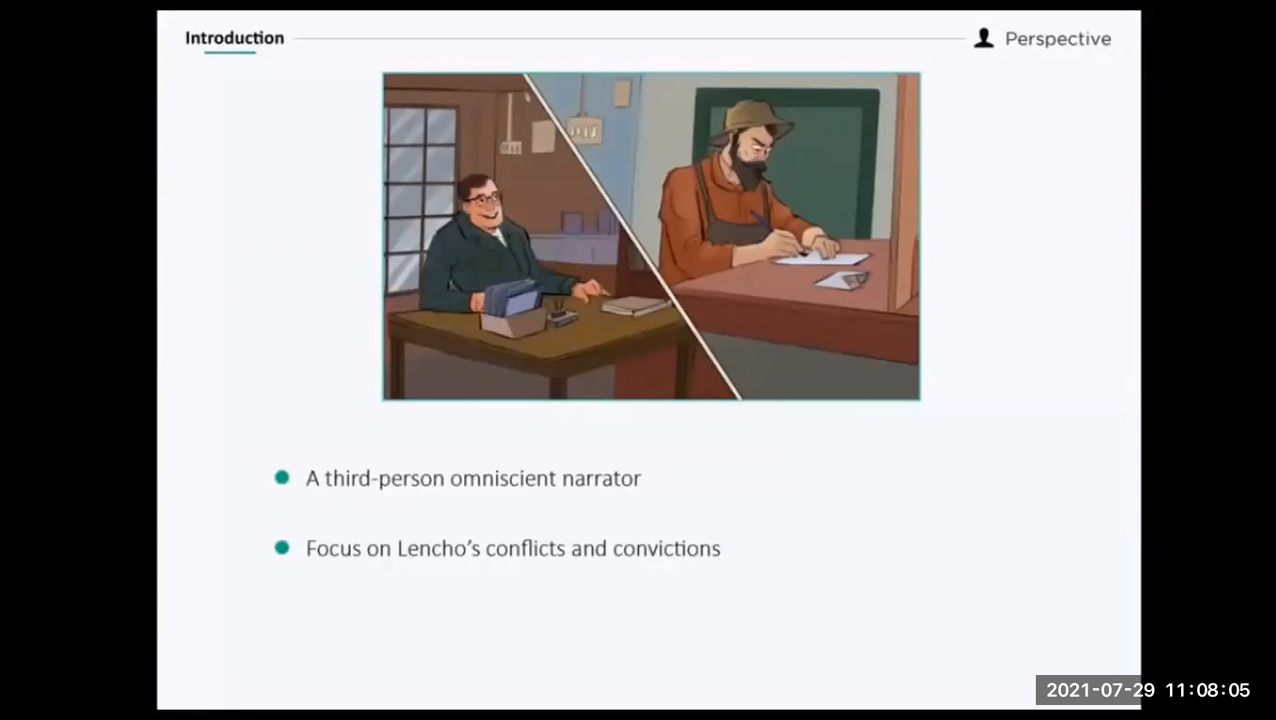 Introduction
Perspective
A third-person omniscient narrator
Focus on Lencho's conflicts and convictions
2021-07-29 11:08:05